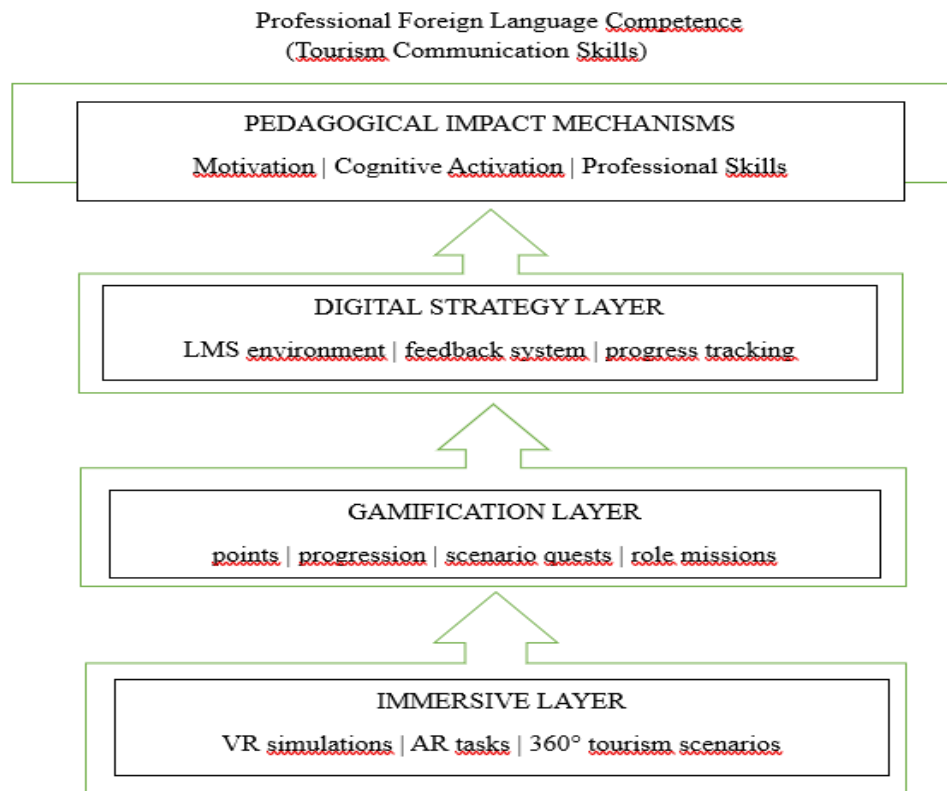 Professional Foreign Language Competence
(Tourism Communication Skills)
PEDAGOGICAL IMPACT MECHANISMS
Motivation | Cognitive Activation | Professional Skills
DIGITAL STRATEGY LAYER
LMS environment | feedback system | progress tracking
GAMIFICATION LAYER
points | progression | scenario quests | role missions
IMMERSIVE LAYER
VR simulations | AR tasks | 360° tourism scenarios